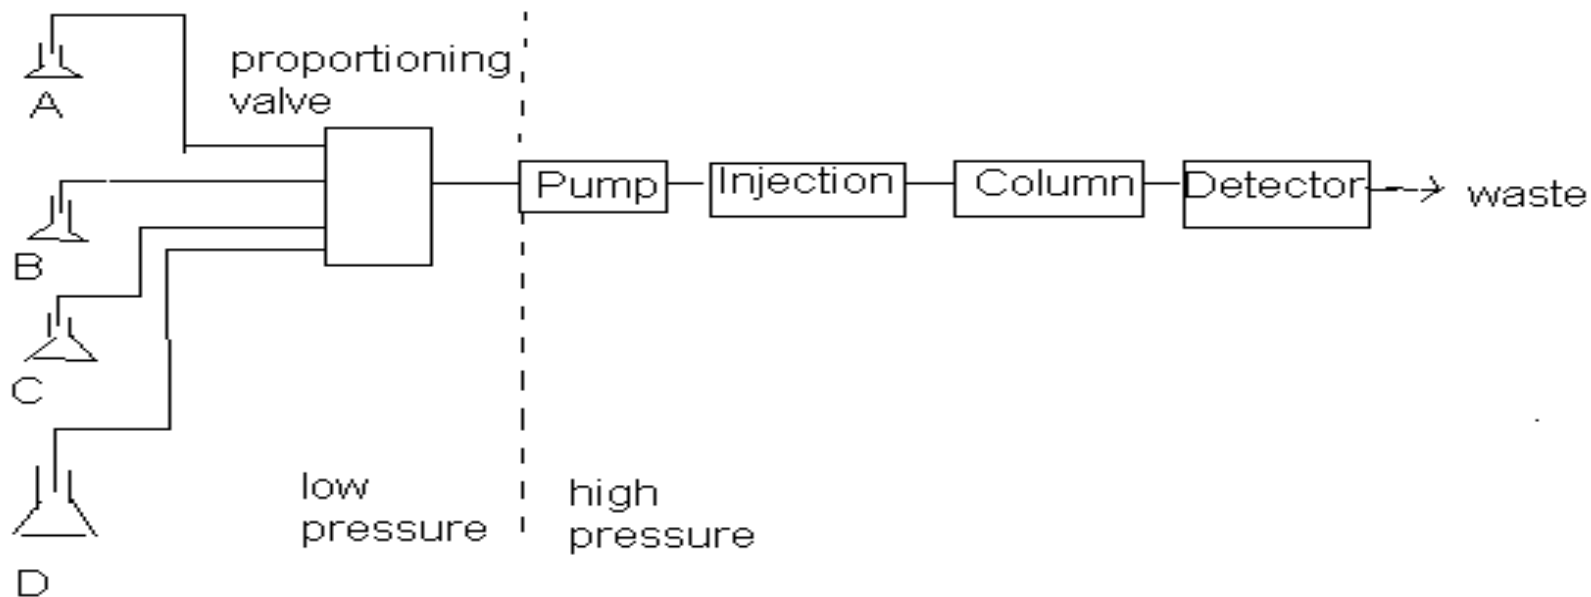 proportioning
valve
A
Pump
Injection
Column
Detector
waste
B
C
low
pressure
high
pressure
D